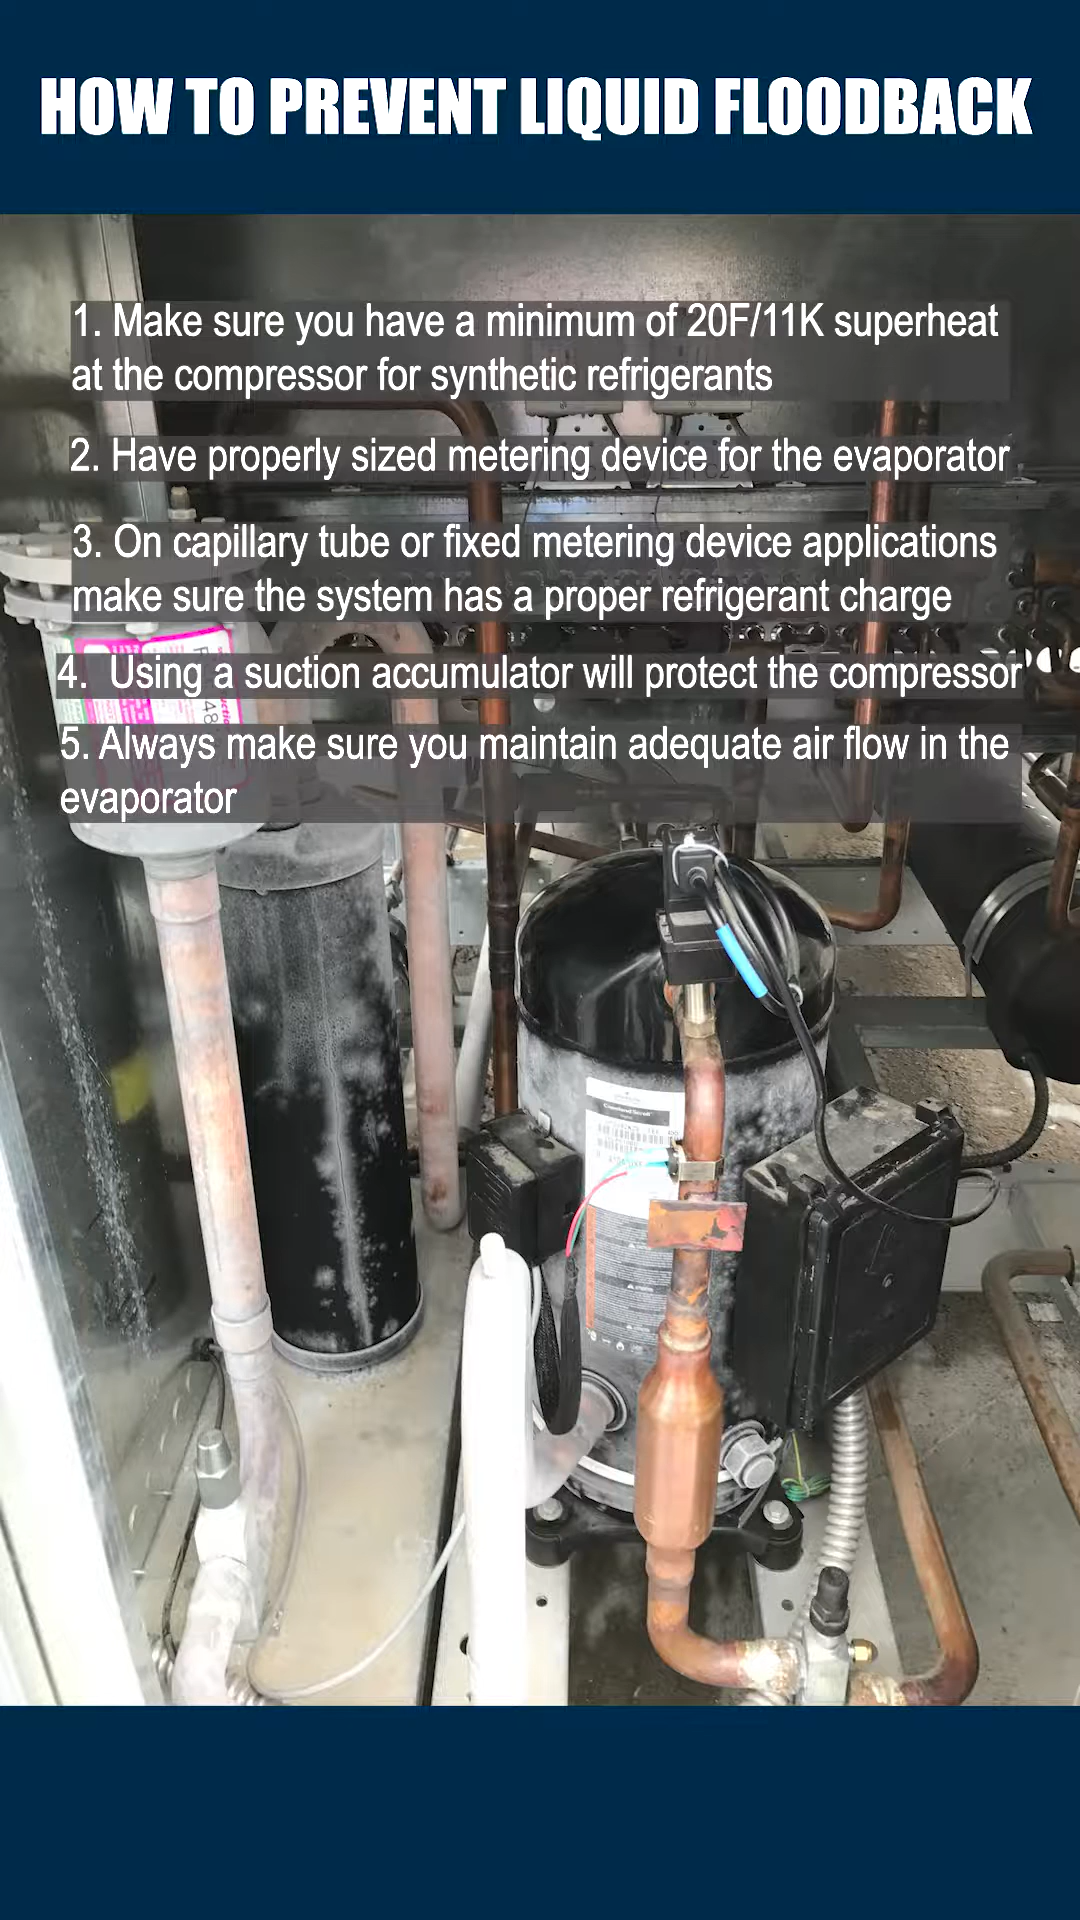 HOW TO PREVENT LIQUID FLOODBACK
1. Make sure you have a minimum of 20F/11K superheat
at the compressor for synthetic refrigerants
2. Have properly sized metering device for the evaporator
3. On capillary tube or fixed metering device applications
make sure the system has a proper refrigerant charge
4. Using a suction accumulator will protect the compressor
5. Always make sure you maintain adequate air flow in the
evaporator
Copeland Scroll